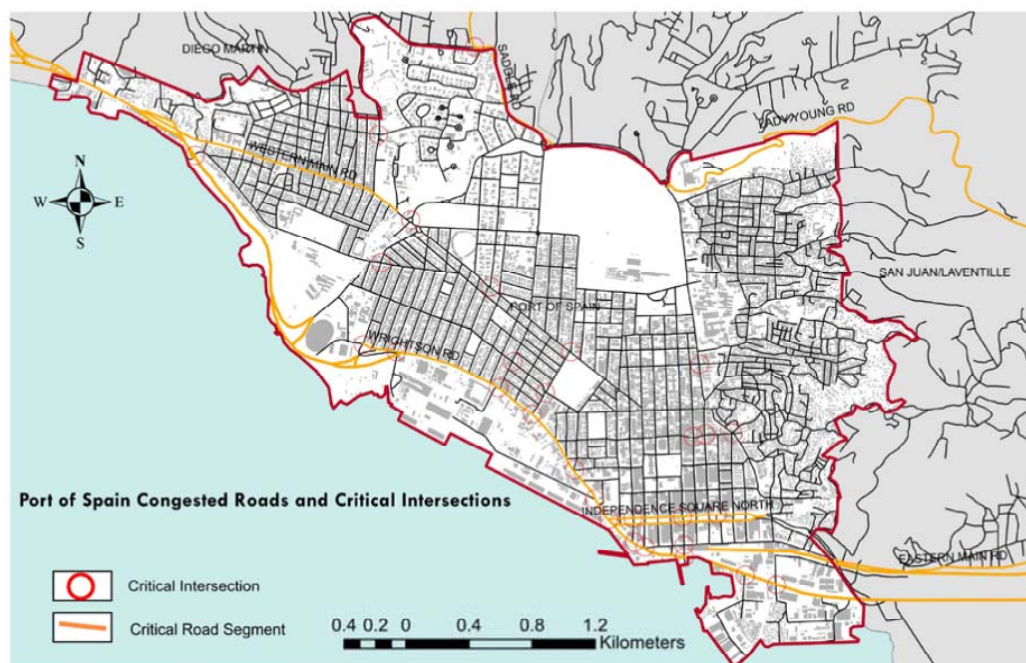 DIEGO MARTIN
SADDLE RD
LADY YOUNG RD
WESTERN MAIN RD
N
W E
S
SAN JUAN/LAVENTILLE
PORT OF SPAIN
WRIGHTSON RD
Port of Spain Congested Roads and Critical Intersections
INDEPENDENCE SQUARE NORTH
EASTERN MAIN RD
Critical Intersection
Critical Road Segment
0.4 0.2 0 0.4 0.8 1.2
Kilometers